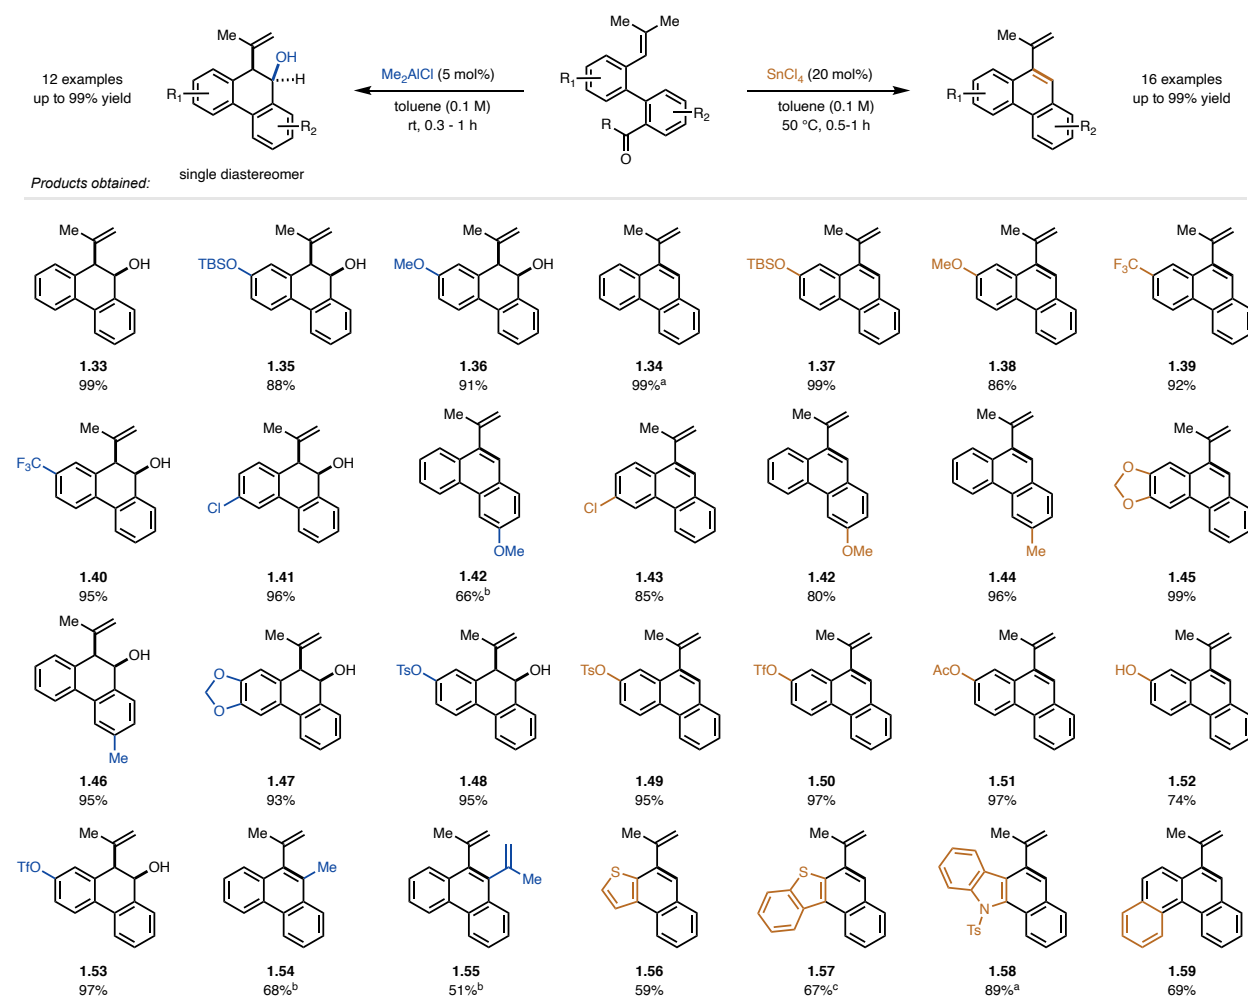 12 examples
up to 99% yield
Me
OH
H
R1
R2
single diastereomer
Me2AlCl (5 mol%)
toluene (0.1 M)
rt, 0.3 - 1 h
Me Me
R1
R2
R
O
SnCl4 (20 mol%)
toluene (0.1 M)
50 °C, 0.5-1 h
Me
R1
R2
16 examples
up to 99% yield
Products obtained:
Me
OH
1.33
99%
Me
TBSO
OH
1.35
88%
Me
MeO
OH
1.36
91%
Me
1.34
99%a
Me
TBSO
1.37
99%
Me
MeO
1.38
86%
Me
F3C
1.39
92%
Me
F3C
OH
1.40
95%
Me
OH
Cl
1.41
96%
Me
OMe
1.42
66%b
Me
Cl
1.43
85%
Me
OMe
1.42
80%
Me
Me
1.44
96%
Me
O
O
1.45
99%
Me
OH
Me
1.46
95%
Me
O
O
OH
1.47
93%
Me
TsO
OH
1.48
95%
Me
TsO
1.49
95%
Me
TfO
1.50
97%
Me
AcO
1.51
97%
Me
HO
1.52
74%
Me
TfO
OH
1.53
97%
Me
Me
1.54
68%b
Me
Me
1.55
51%b
Me
S
1.56
59%
Me
S
1.57
67%c
Me
N
Ts
1.58
89%a
Me
1.59
69%